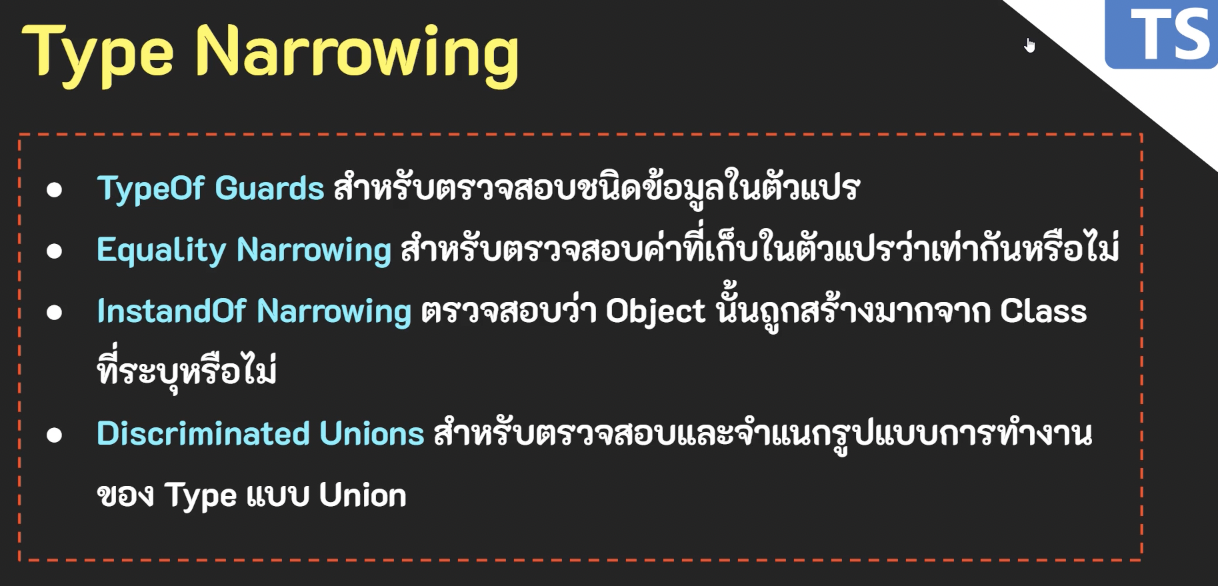 Type Narrowing
TS
● TypeOf Guards สำหรับตรวจสอบชนิดข้อมูลในตัวแปร
● Equality Narrowing สำหรับตรวจสอบค่าที่เก็บในตัวแปรว่าเท่ากันหรือไม่
● InstandOf Narrowing ตรวจสอบว่า Object นั้นถูกสร้างมากจาก Class
ที่ระบุหรือไม่
● Discriminated Unions สำหรับตรวจสอบและจำแนกรูปแบบการทำงาน
ของ Type แบบ Union